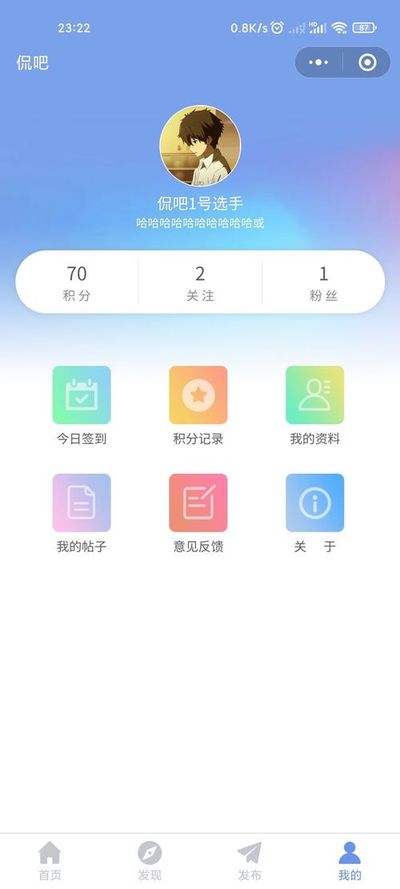 23:22 0.8K/s HD 87
侃吧
侃吧1号选手
哈哈哈哈哈哈哈哈哈哈或
70 2 1
积分 关注 粉丝
今日签到 积分记录 我的资料
我的帖子 意见反馈 关 于
首页 发现 发布 我的